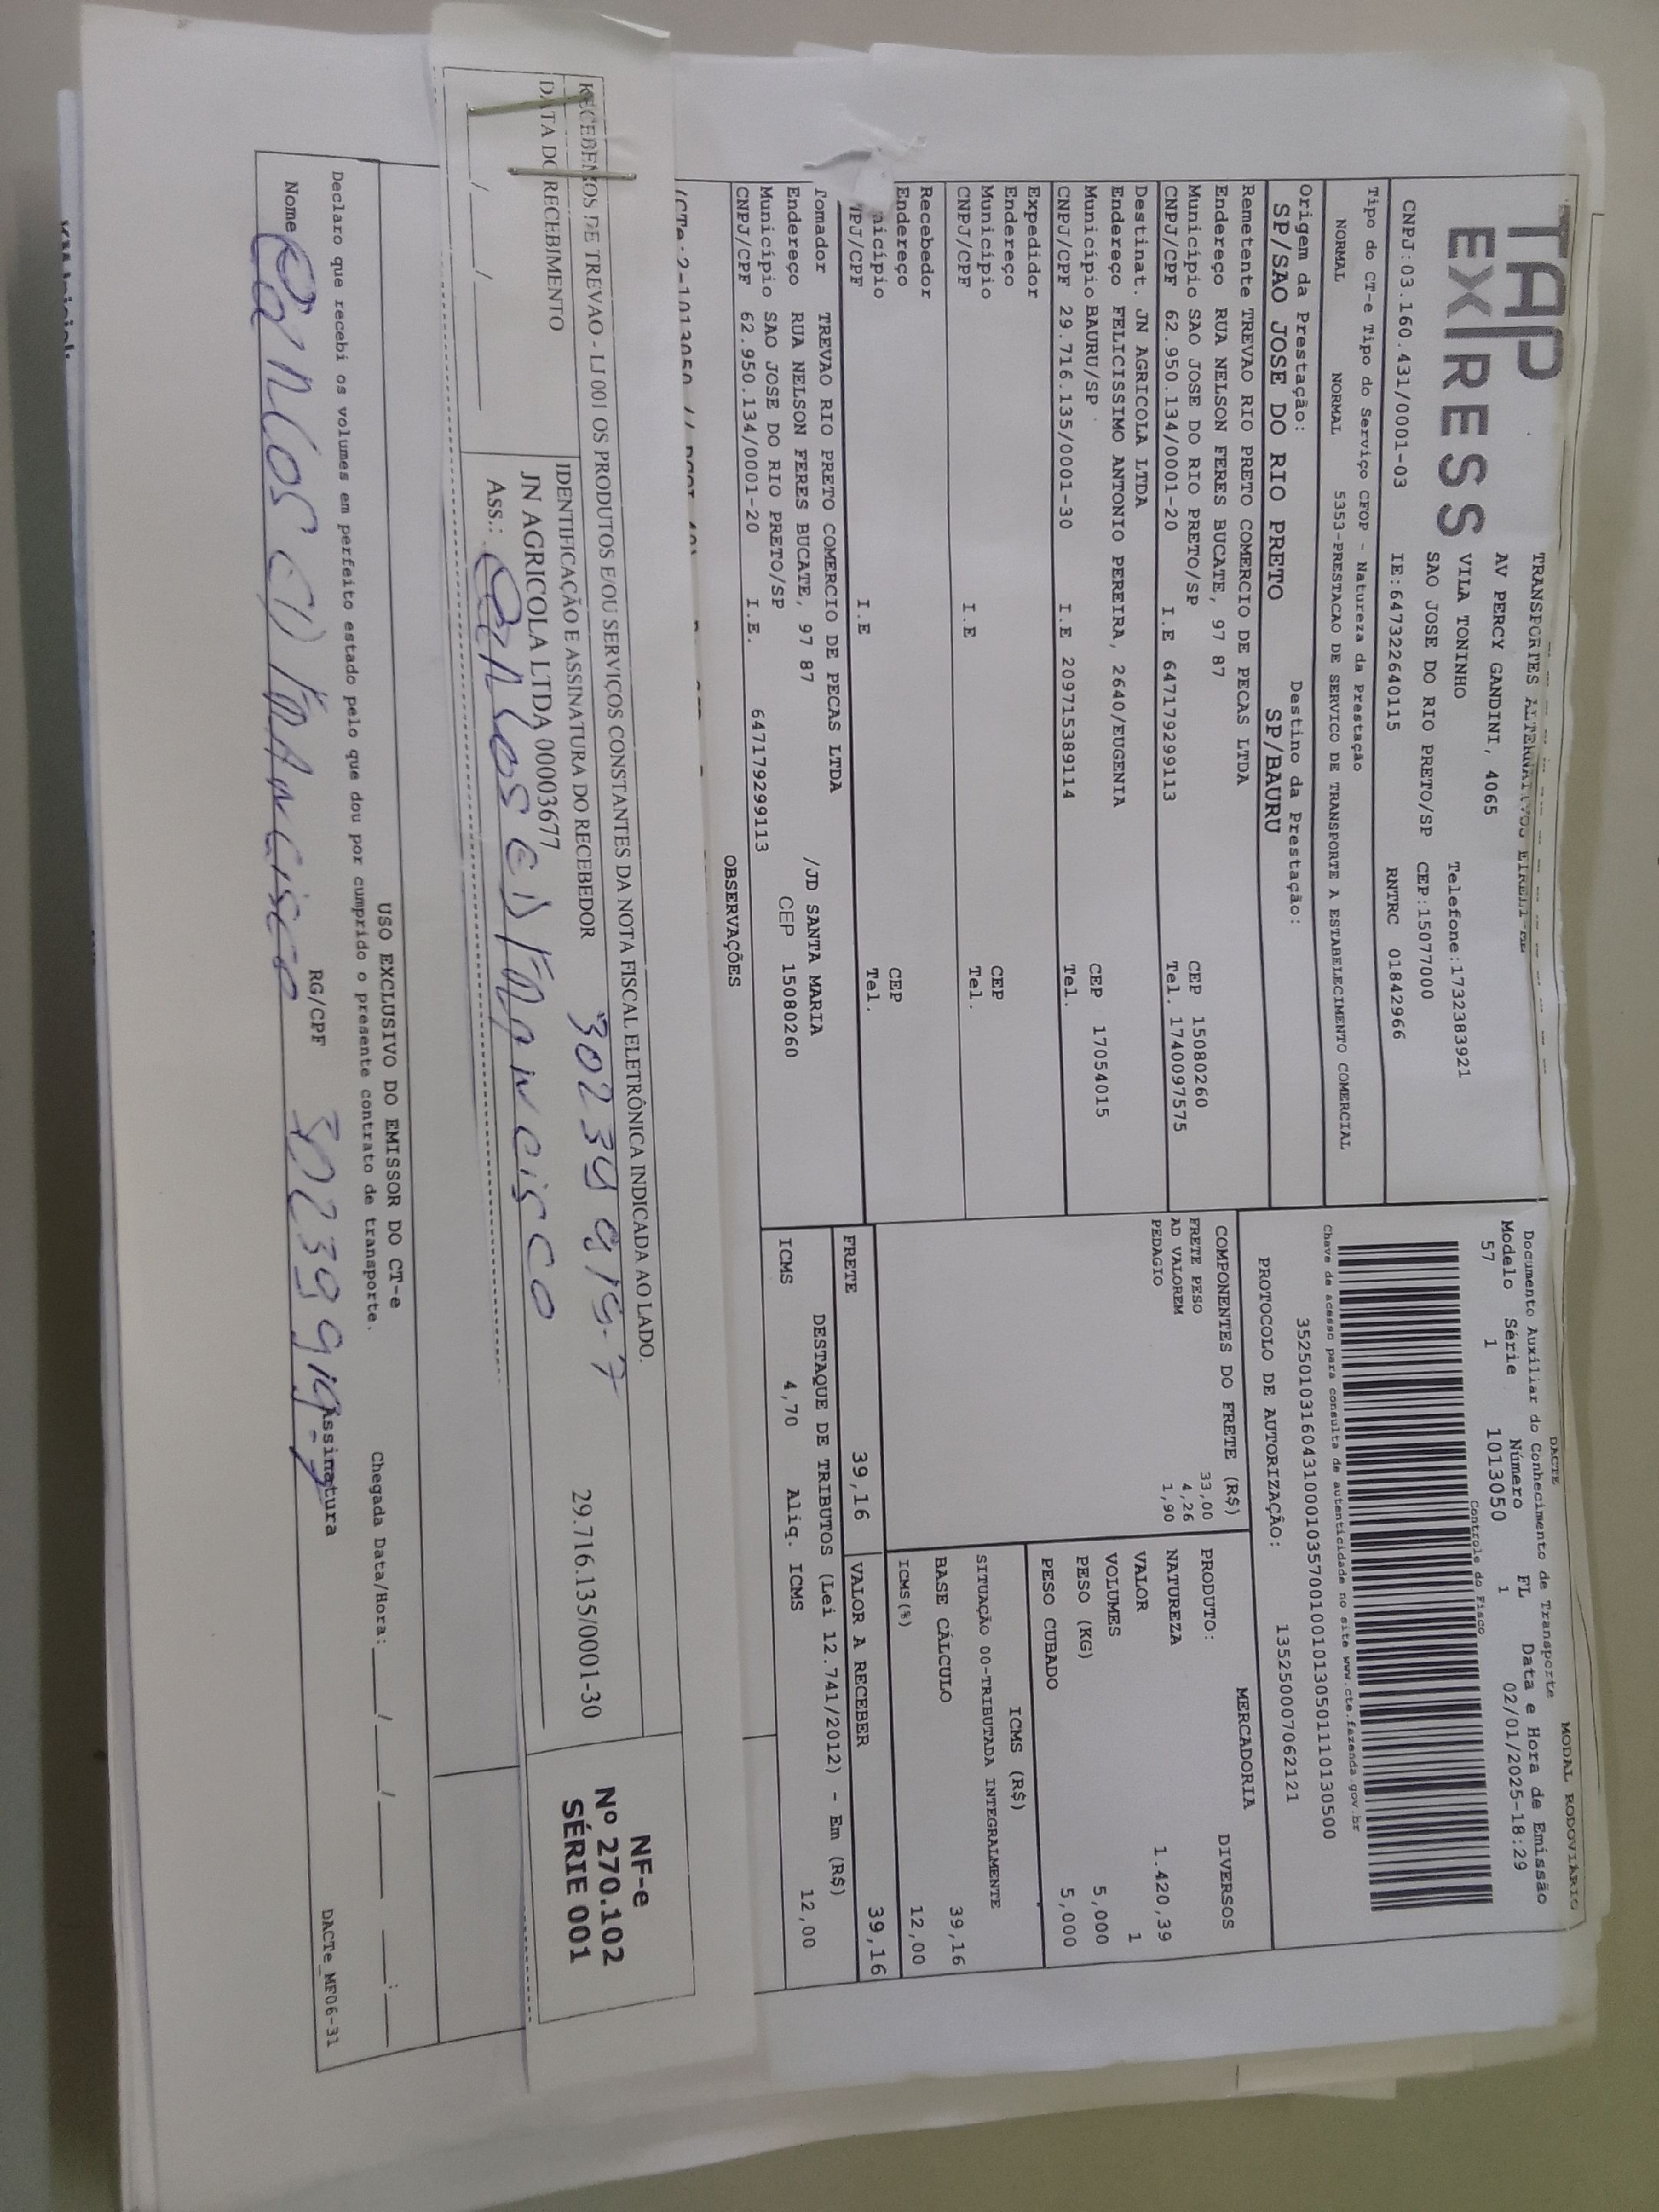 TAP
EXPRESS
TRANSPORTES ALTERNATIVOS EIRELI
AV PERCY GANDINI, 4065
VILA TONINHO
Telefone:1732383921
SAO JOSE DO RIO PRETO/SP CEP:15077000
CNPJ:03.160.431/0001-03 IE:647322640115 RNTRC 01842966
Tipo do CT-e Tipo do Serviço CFOP - Natureza da Prestação
NORMAL NORMAL 5353-PRESTACAO DE SERVICO DE TRANSPORTE A ESTABELECIMENTO COMERCIAL
Origem da Prestação: Destino da Prestação:
SP/SAO JOSE DO RIO PRETO SP/BAURU
Remetente TREVAO RIO PRETO COMERCIO DE PECAS LTDA
Endereço RUA NELSON FERES BUCATE, 97 87
Município SAO JOSE DO RIO PRETO/SP CEP 15080260
CNPJ/CPF 62.950.134/0001-20 I.E 647179299113 Tel. 1740097575
Destinat. JN AGRICOLA LTDA
Endereço FELICISSIMO ANTONIO PEREIRA, 2640/EUGENIA
Município BAURU/SP CEP 17054015
CNPJ/CPF 29.716.135/0001-30 I.E 209715389114 Tel.
Expedidor
Endereço
Município CEP
CNPJ/CPF I.E Tel.
Recebedor
Endereço
icípio CEP
PJ/CPF I.E Tel.
Tomador TREVAO RIO PRETO COMERCIO DE PECAS LTDA
Endereço RUA NELSON FERES BUCATE, 97 87 /JD SANTA MARIA
Município SAO JOSE DO RIO PRETO/SP CEP 15080260
CNPJ/CPF 62.950.134/0001-20 I.E. 647179299113
OBSERVAÇÕES
MODAL RODOVIÁRIO
DACTE
Documento Auxiliar do Conhecimento de Transporte
Modelo Série Número FL Data e Hora de Emissão
57 1 1013050 1 02/01/2025-18:29
Controle do Fisco
Chave de acesso para consulta de autenticidade no site www.cte.fazenda.gov.br
35250103160431000103570010010130501110130500
PROTOCOLO DE AUTORIZAÇÃO: 135250007062121
COMPONENTES DO FRETE (R$)
FRETE PESO 33,00
AD VALOREM 4,26
PEDAGIO 1,90
MERCADORIA
PRODUTO: DIVERSOS
NATUREZA
VALOR 1.420,39
VOLUMES 1
PESO (KG) 5,000
PESO CUBADO 5,000
ICMS (R$)
SITUAÇÃO 00-TRIBUTADA INTEGRALMENTE
BASE CÁLCULO 39,16
ICMS(%) 12,00
FRETE 39,16 VALOR A RECEBER 39,16
DESTAQUE DE TRIBUTOS (Lei 12.741/2012) - Em (R$)
ICMS 4,70 Aliq. ICMS 12,00
RECEBEMOS DE TREVAO - LJ 001 OS PRODUTOS E/OU SERVIÇOS CONSTANTES DA NOTA FISCAL ELETRÔNICA INDICADA AO LADO.
DATA DO RECEBIMENTO
IDENTIFICAÇÃO E ASSINATURA DO RECEBEDOR
JN AGRICOLA LTDA 00003677 29.716.135/0001-30
Ass.:
NF-e
Nº 270.102
SÉRIE 001
USO EXCLUSIVO DO EMISSOR DO CT-e
Declaro que recebi os volumes em perfeito estado pelo que dou por cumprido o presente contrato de transporte.
Chegada Data/Hora:
Nome RG/CPF Assinatura
DACTe_MF06-31